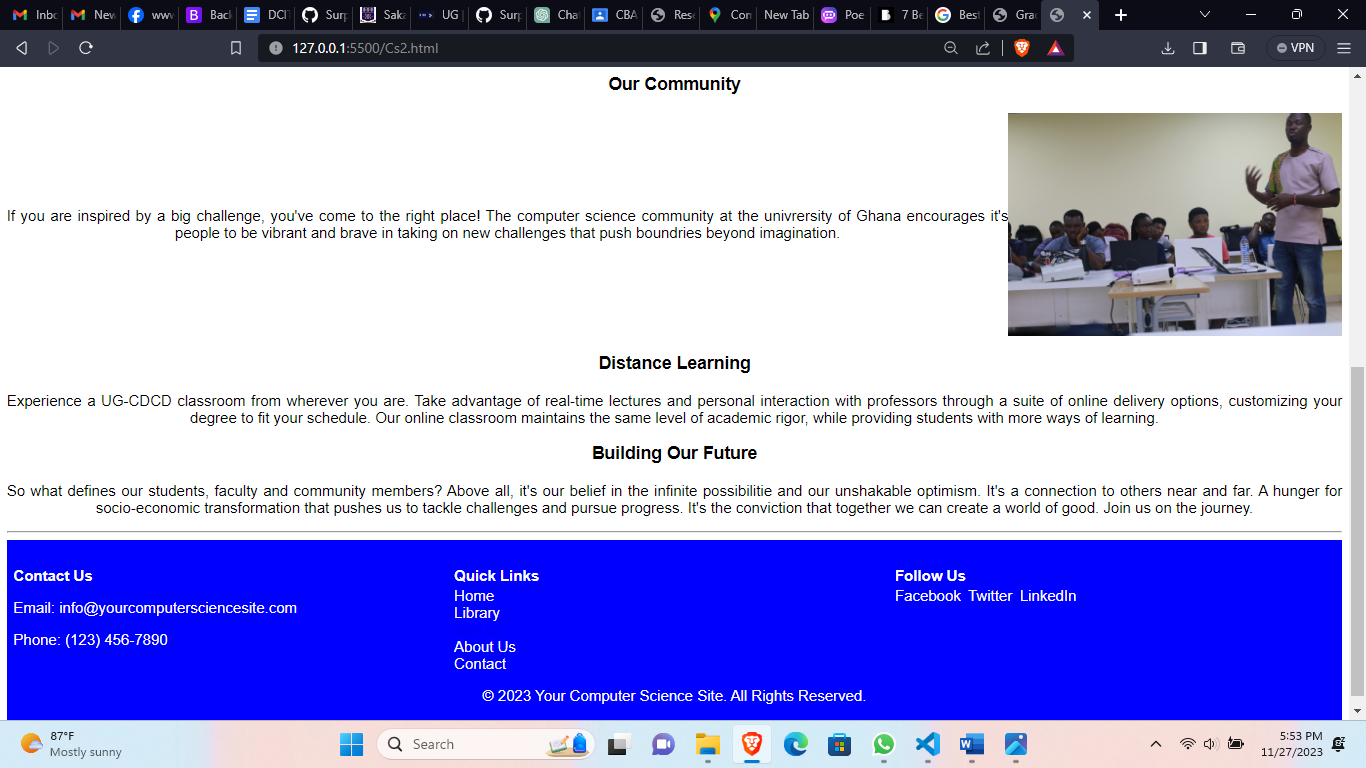 Inbc
New
www
Back
DCIT
Surp
Saka
UG
Surp
Cha
CBA
Rese
Con
New Tab
Poe
7 Be
Best
Grac
127.0.0.1:5500/Cs2.html
VPN
Our Community
If you are inspired by a big challenge, you've come to the right place! The computer science community at the univrersity of Ghana encourages it's
people to be vibrant and brave in taking on new challenges that push boundries beyond imagination.
Distance Learning
Experience a UG-CDCD classroom from wherever you are. Take advantage of real-time lectures and personal interaction with professors through a suite of online delivery options, customizing your
degree to fit your schedule. Our online classroom maintains the same level of academic rigor, while providing students with more ways of learning.
Building Our Future
So what defines our students, faculty and community members? Above all, it's our belief in the infinite possibilitie and our unshakable optimism. It's a connection to others near and far. A hunger for
socio-economic transformation that pushes us to tackle challenges and pursue progress. It's the conviction that together we can create a world of good. Join us on the journey.
Contact Us
Email: info@yourcomputersciencesite.com
Phone: (123) 456-7890
Quick Links
Home
Library
About Us
Contact
Follow Us
Facebook Twitter LinkedIn
© 2023 Your Computer Science Site. All Rights Reserved.
87°F
Mostly sunny
Search
5:53 PM
11/27/2023